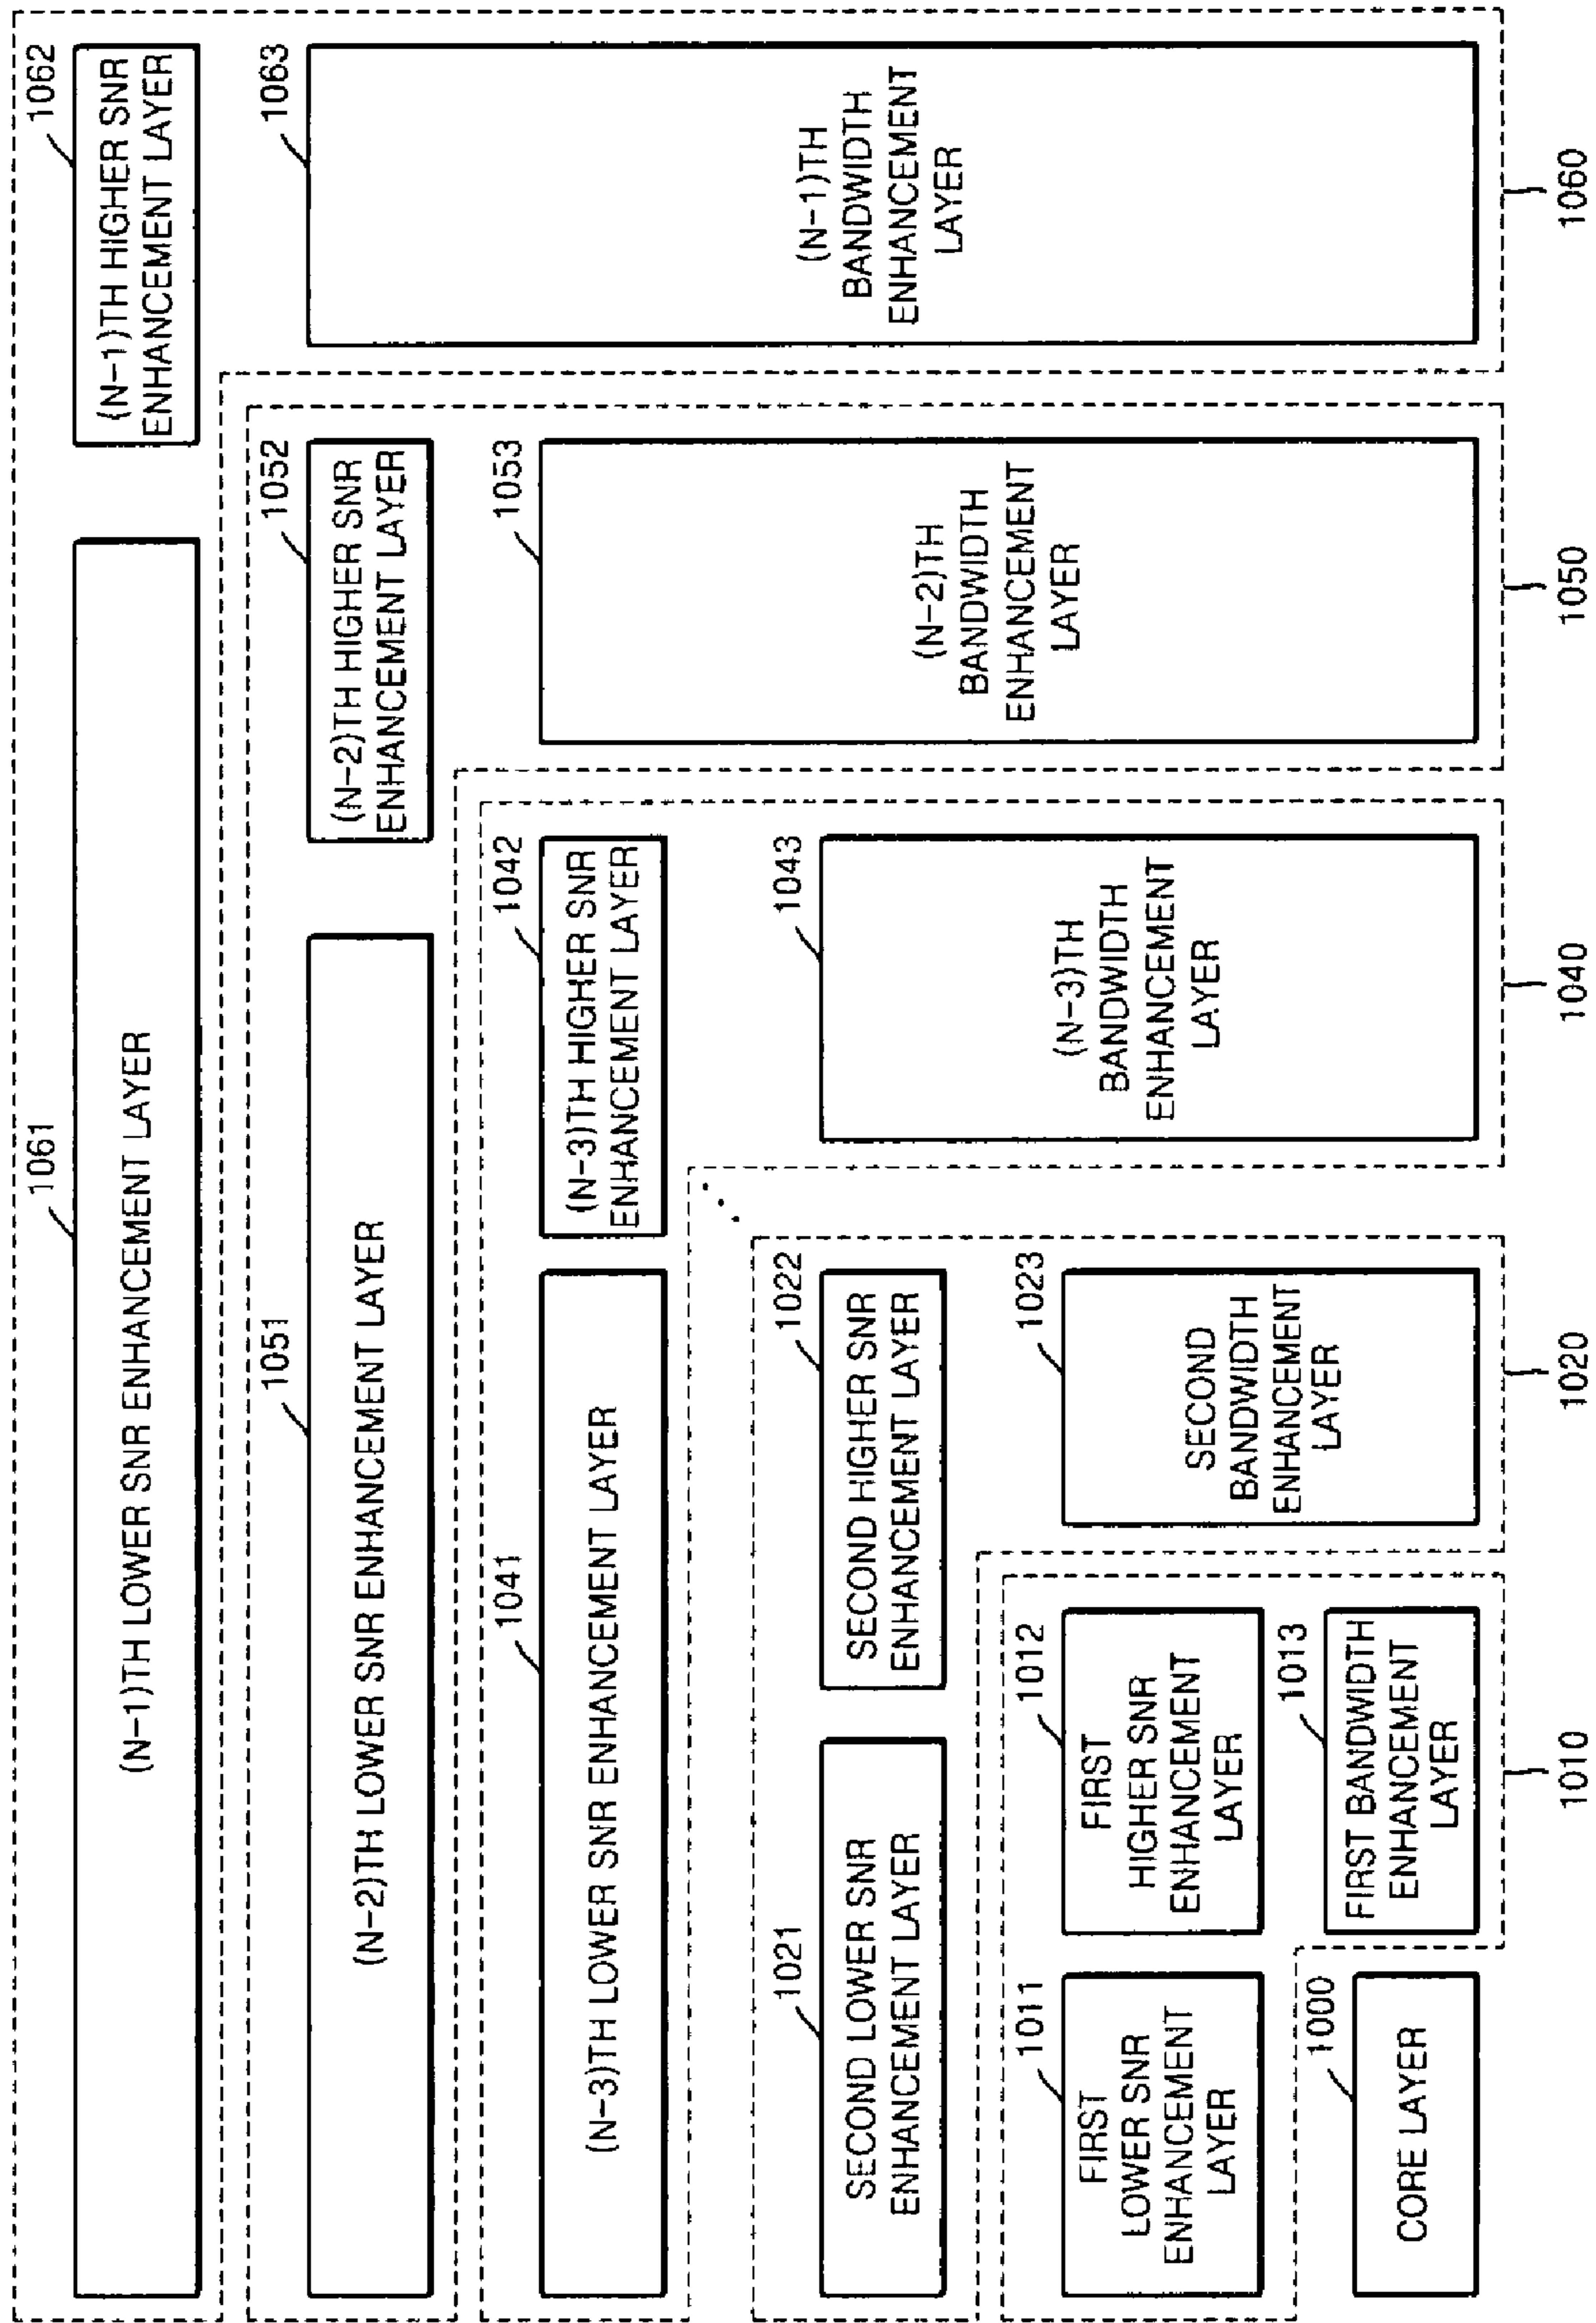 1061
(N-1)TH LOWER SNR ENHANCEMENT LAYER
1062
(N-1)TH HIGHER SNR
ENHANCEMENT LAYER
1051
(N-2)TH LOWER SNR ENHANCEMENT LAYER
1052
(N-2)TH HIGHER SNR
ENHANCEMENT LAYER
1063
(N-1)TH
BANDWIDTH
ENHANCEMENT
LAYER
1041
(N-3)TH LOWER SNR ENHANCEMENT LAYER
1042
(N-3)TH HIGHER SNR
ENHANCEMENT LAYER
1053
(N-2)TH
BANDWIDTH
ENHANCEMENT
LAYER
1021
SECOND LOWER SNR
ENHANCEMENT LAYER
1022
SECOND HIGHER SNR
ENHANCEMENT LAYER
1043
(N-3)TH
BANDWIDTH
ENHANCEMENT
LAYER
1011
FIRST
LOWER SNR
ENHANCEMENT
LAYER
1012
FIRST
HIGHER SNR
ENHANCEMENT
LAYER
1023
SECOND
BANDWIDTH
ENHANCEMENT
LAYER
1000
CORE LAYER
1013
FIRST BANDWIDTH
ENHANCEMENT
LAYER
1010
1020
1040
1050
1060